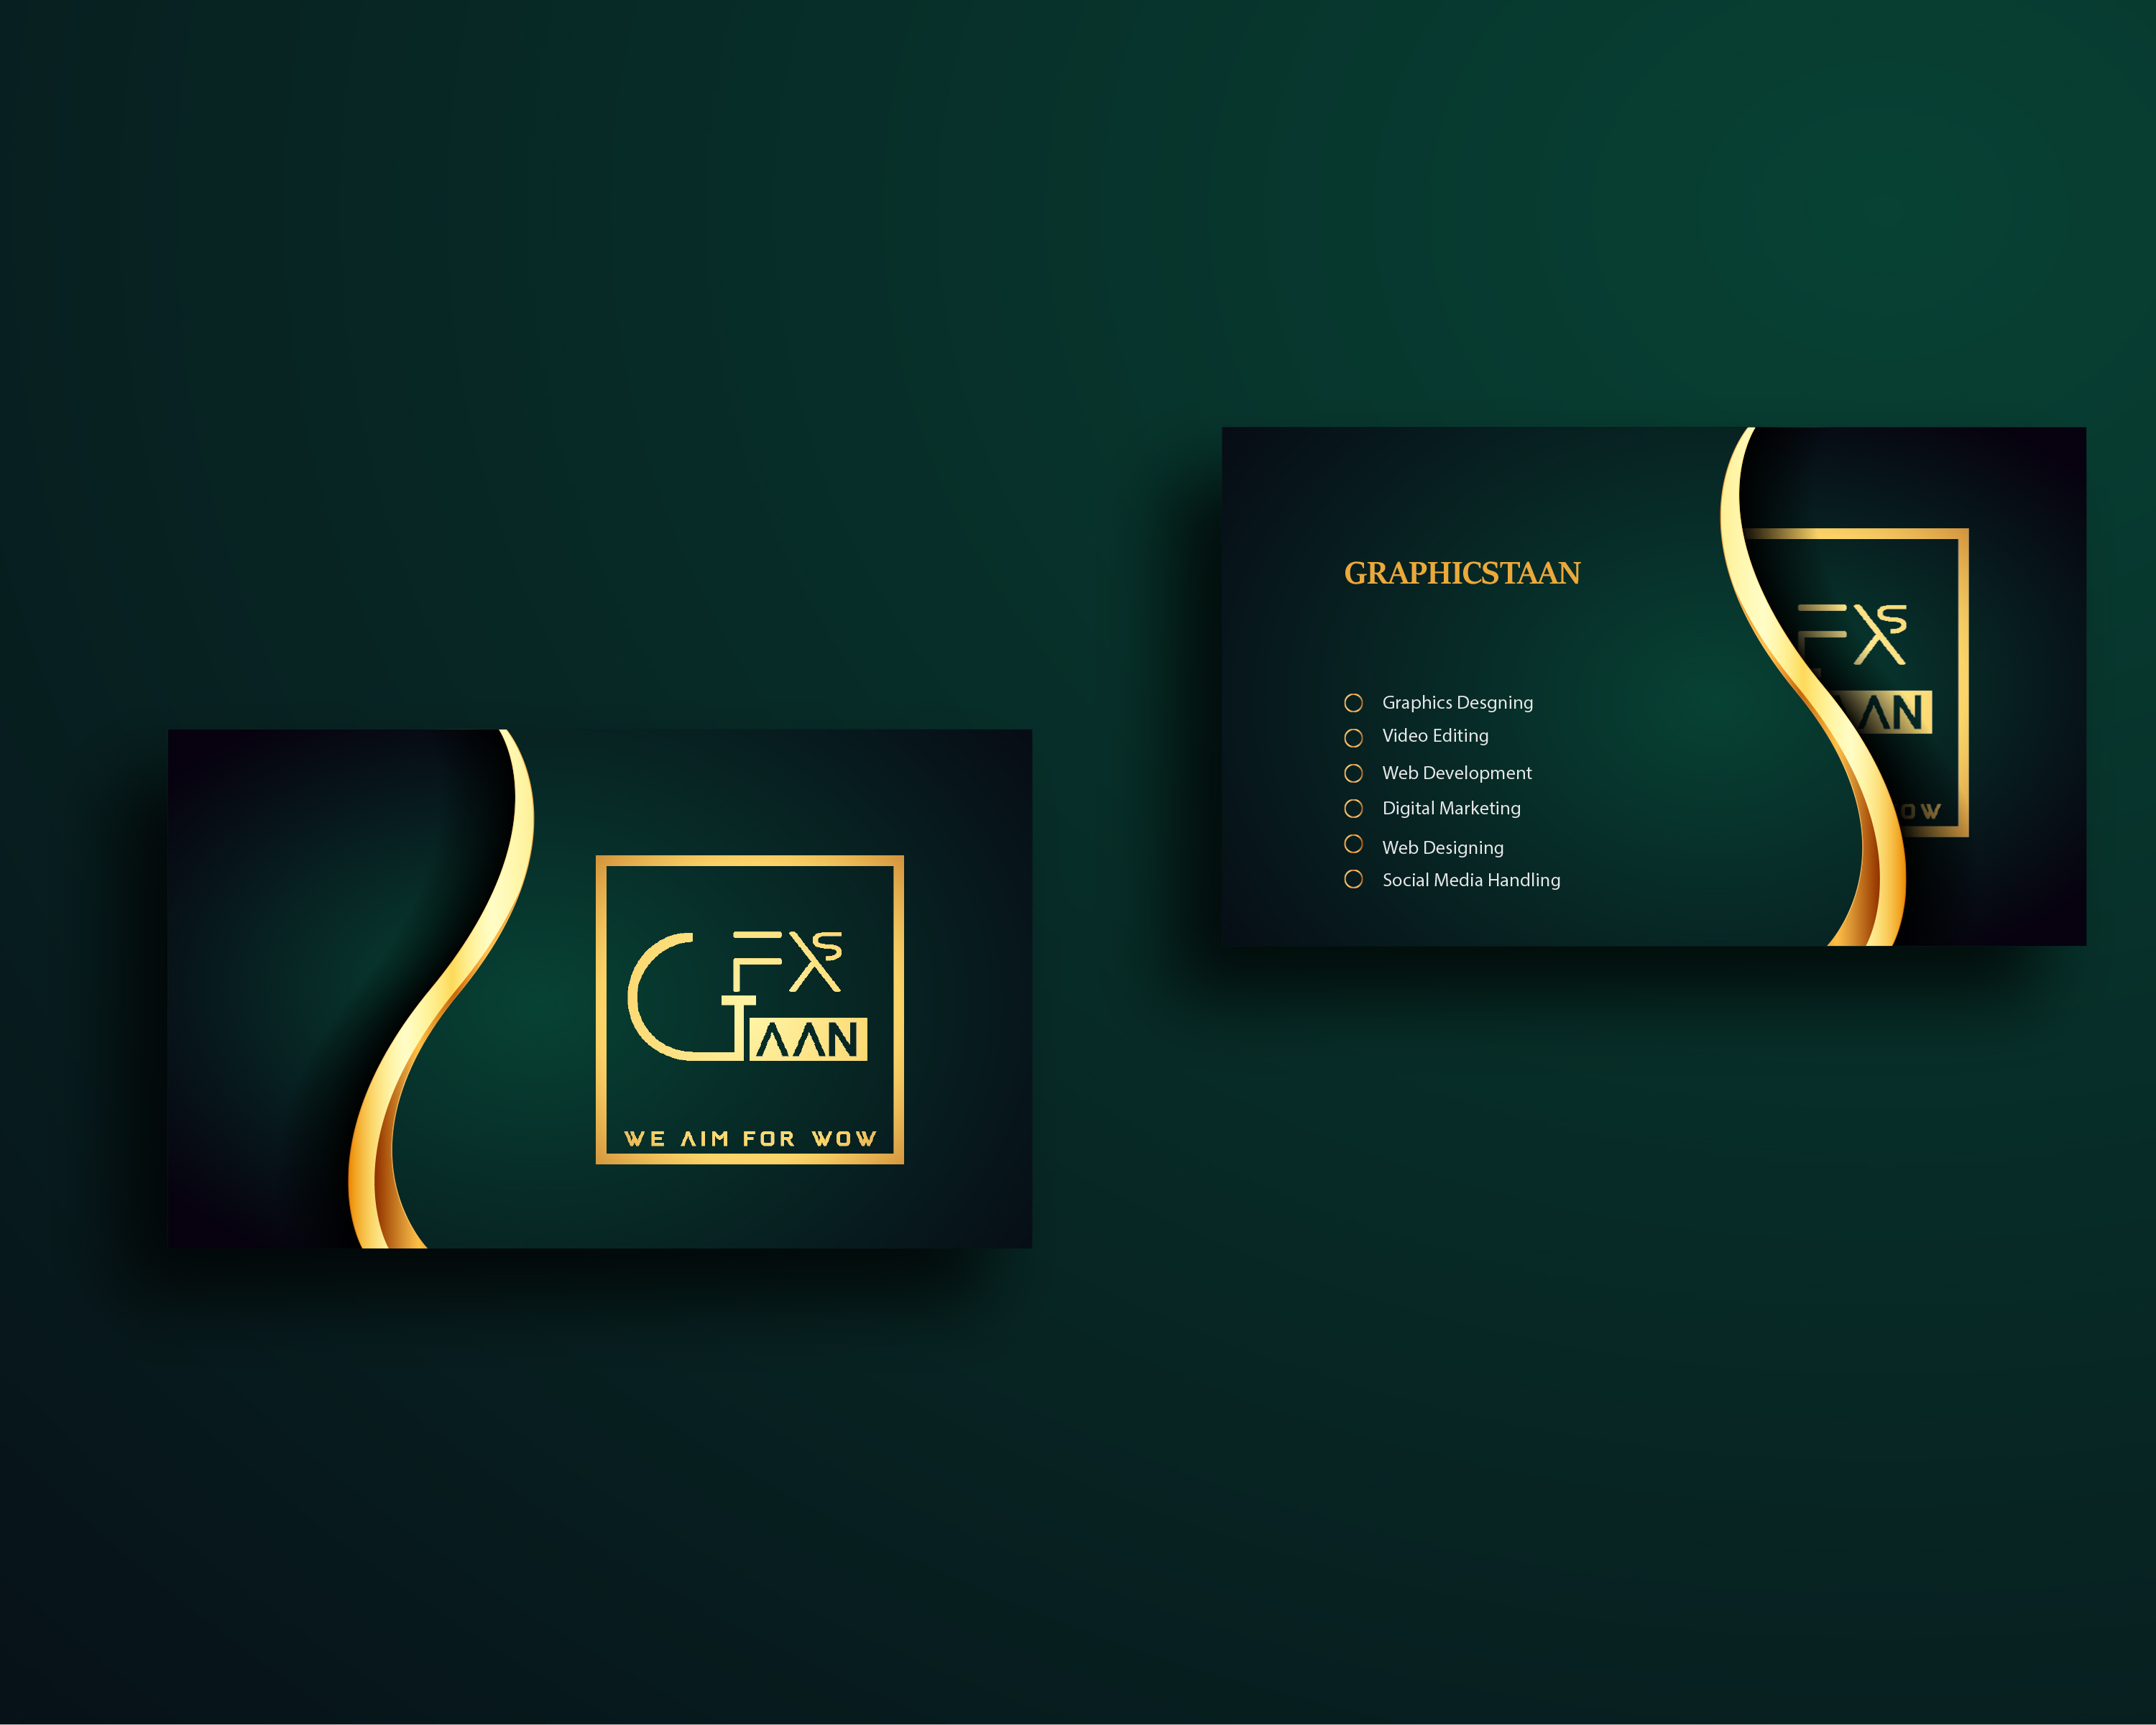 GFXS
TAAN
WE AIM FOR WOW
GRAPHICSTAAN
Graphics Desgning
Video Editing
Web Development
Digital Marketing
Web Designing
Social Media Handling
FXS
AAN
OW